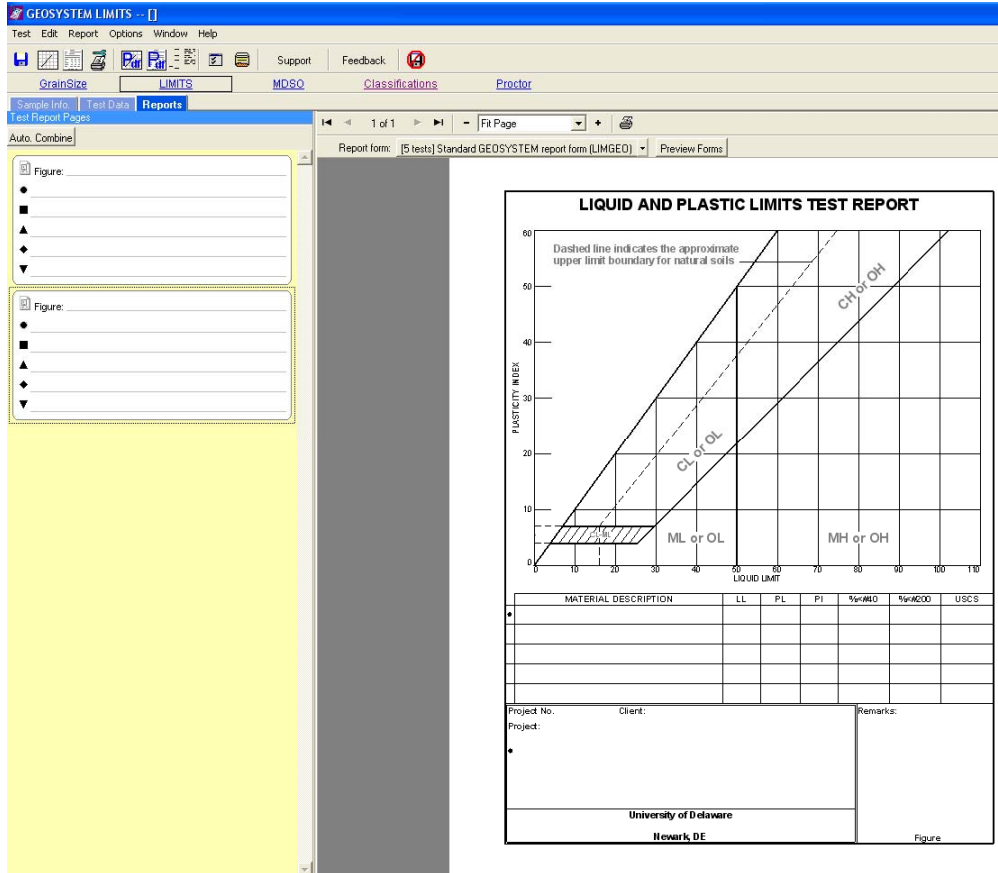 GEOSYSTEM LIMITS -- []
Test Edit Report Options Window Help
Pdf Pdf Support Feedback
GrainSize LIMITS MDSO Classifications Proctor
Sample Info. Test Data Reports
Test Report Pages
1 of 1 - Fit Page +
Auto. Combine
Report form: [5 tests] Standard GEOSYSTEM report form (LIMGEO) Preview Forms
Figure:
Figure:
LIQUID AND PLASTIC LIMITS TEST REPORT
Dashed line indicates the approximate
upper limit boundary for natural soils
CH or OH
CL or OL
CL-ML
ML or OL
MH or OH
PLASTICITY INDEX
60
50
40
30
20
10
0
0 10 20 30 40 50 60 70 80 90 100 110
LIQUID LIMIT
MATERIAL DESCRIPTION LL PL PI %<#40 %<#200 USCS
Project No. Client: Remarks:
Project:
University of Delaware
Newark, DE
Figure